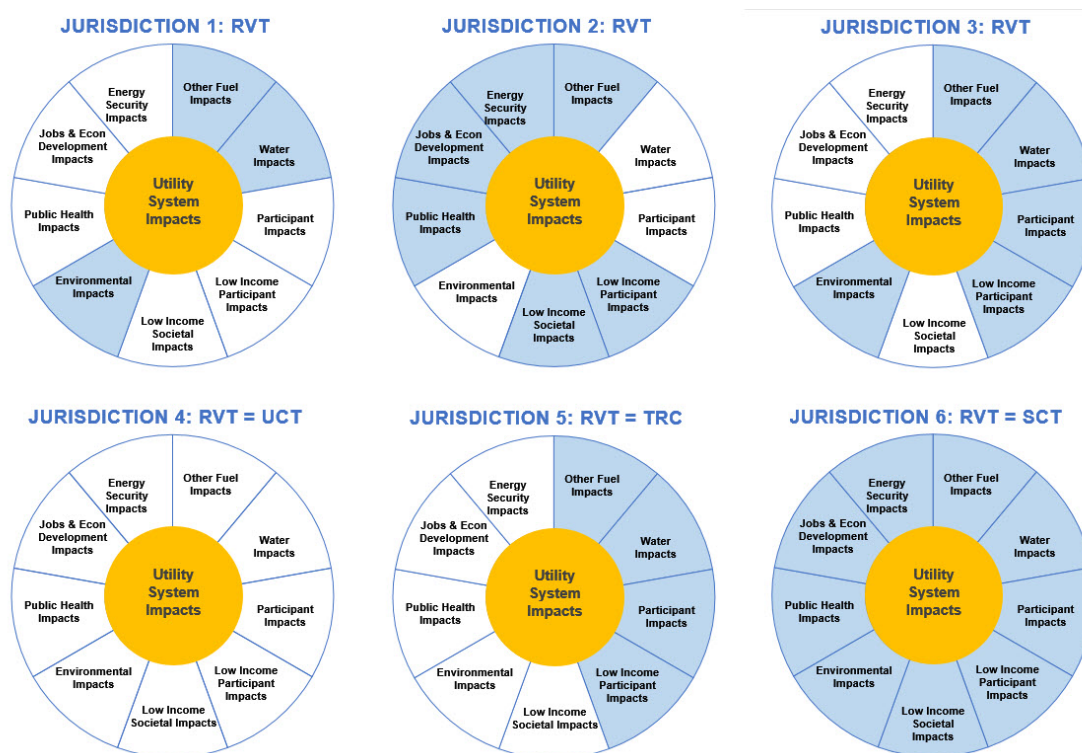 JURISDICTION 1: RVT
Energy
Security
Impacts
Other Fuel
Impacts
Jobs & Econ
Development
Impacts
Water
Impacts
Utility
System
Impacts
Public Health
Impacts
Participant
Impacts
Environmental
Impacts
Low Income
Participant
Impacts
Low Income
Societal
Impacts
JURISDICTION 2: RVT
Energy
Security
Impacts
Other Fuel
Impacts
Jobs & Econ
Development
Impacts
Water
Impacts
Utility
System
Impacts
Public Health
Impacts
Participant
Impacts
Environmental
Impacts
Low Income
Participant
Impacts
Low Income
Societal
Impacts
JURISDICTION 3: RVT
Energy
Security
Impacts
Other Fuel
Impacts
Jobs & Econ
Development
Impacts
Water
Impacts
Utility
System
Impacts
Public Health
Impacts
Participant
Impacts
Environmental
Impacts
Low Income
Participant
Impacts
Low Income
Societal
Impacts
JURISDICTION 4: RVT = UCT
Energy
Security
Impacts
Other Fuel
Impacts
Jobs & Econ
Development
Impacts
Water
Impacts
Utility
System
Impacts
Public Health
Impacts
Participant
Impacts
Environmental
Impacts
Low Income
Participant
Impacts
Low Income
Societal Impacts
JURISDICTION 5: RVT = TRC
Energy
Security
Impacts
Other Fuel
Impacts
Jobs & Econ
Development
Impacts
Water
Impacts
Utility
System
Impacts
Public Health
Impacts
Participant
Impacts
Environmental
Impacts
Low Income
Participant
Impacts
Low Income
Societal Impacts
JURISDICTION 6: RVT = SCT
Energy
Security
Impacts
Other Fuel
Impacts
Jobs & Econ
Development
Impacts
Water
Impacts
Utility
System
Impacts
Public Health
Impacts
Participant
Impacts
Environmental
Impacts
Low Income
Participant
Impacts
Low Income
Societal
Impacts